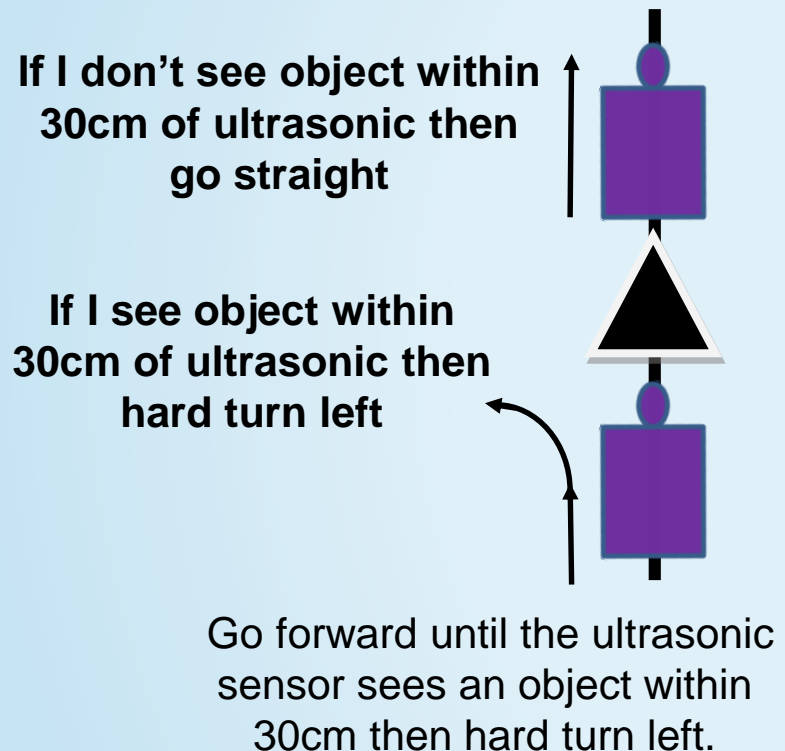 If I don’t see object within
30cm of ultrasonic then
go straight
If I see object within
30cm of ultrasonic then
hard turn left
Go forward until the ultrasonic
sensor sees an object within
30cm then hard turn left.